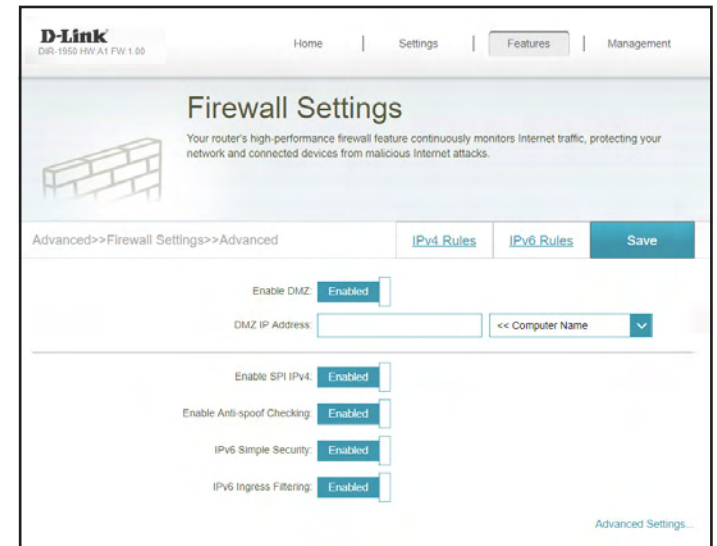 D-Link
DIR-1950 HW:A1 FW:1.00
Home | Settings | Features | Management
Firewall Settings
Your router's high-performance firewall feature continuously monitors Internet traffic, protecting your
network and connected devices from malicious Internet attacks.
Advanced>>Firewall Settings>>Advanced IPv4 Rules IPv6 Rules Save
Enable DMZ: Enabled
DMZ IP Address: << Computer Name
Enable SPI IPv4: Enabled
Enable Anti-spoof Checking: Enabled
IPv6 Simple Security: Enabled
IPv6 Ingress Filtering: Enabled
Advanced Settings...